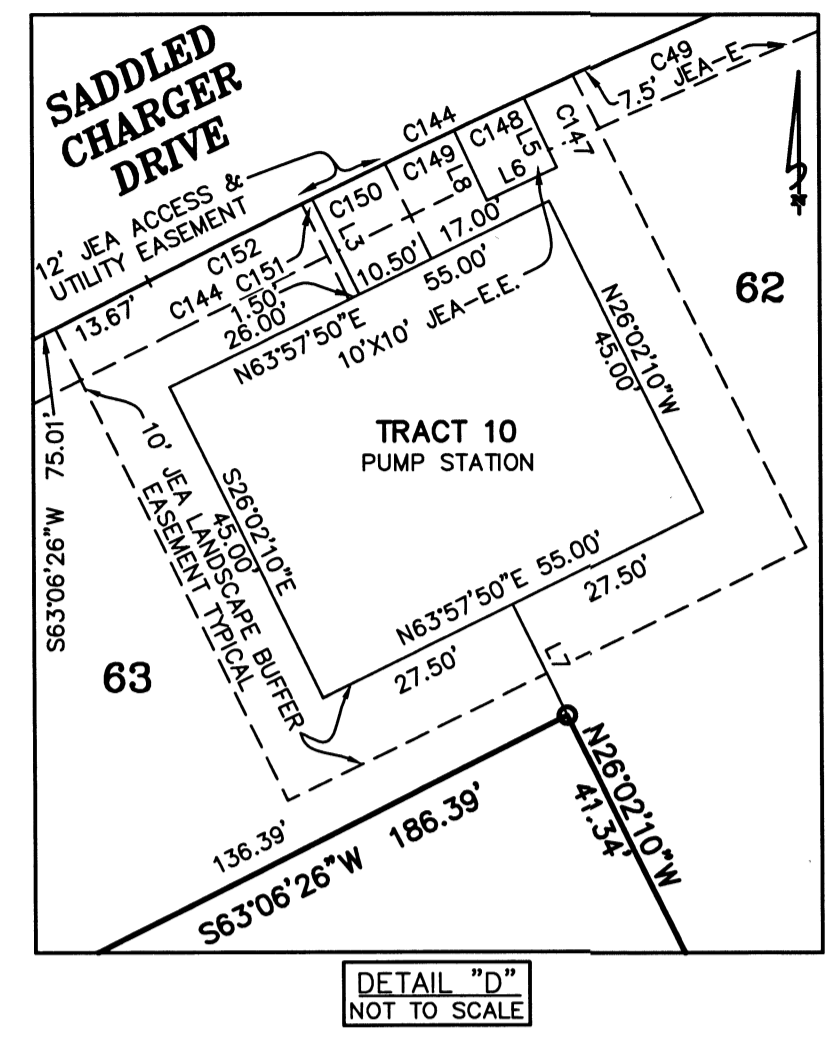 SADDLED
CHARGER
DRIVE
C49
7.5' JEA-E
C144
C148
C147
L5
L6
C149
L8
C150
L3
12' JEA ACCESS &
UTILITY EASEMENT
C152
C151
C144
13.67'
1.50'
26.00'
10.50'
17.00'
55.00'
N63°57'50"E
10'X10' JEA-E.E.
N26°02'10"W
45.00'
62
N
TRACT 10
PUMP STATION
S63°06'26"W 75.01'
10' JEA LANDSCAPE BUFFER
EASEMENT TYPICAL
S26°02'10"E
45.00'
N63°57'50"E 55.00'
27.50'
27.50'
L7
63
136.39'
S63°06'26"W 186.39'
N26°02'10"W
41.34'
DETAIL "D"
NOT TO SCALE